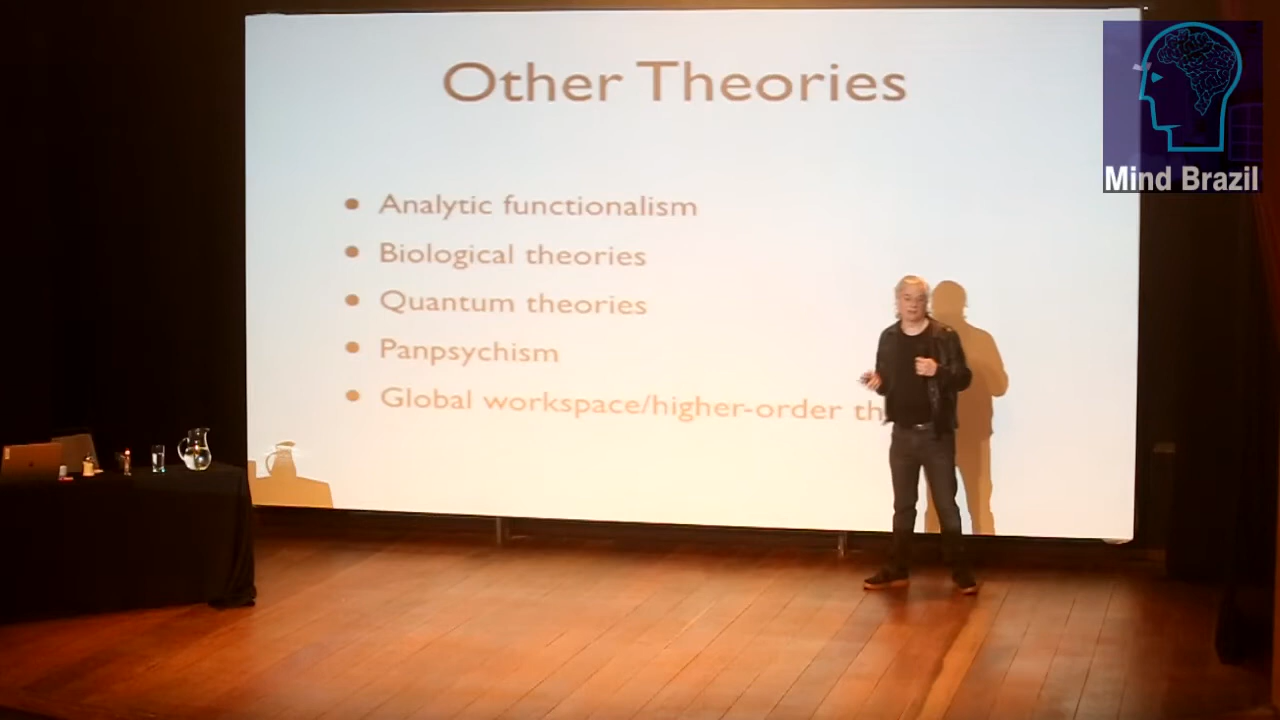 Other Theories
Mind Brazil
• Analytic functionalism
• Biological theories
• Quantum theories
• Panpsychism
• Global workspace/higher-order th